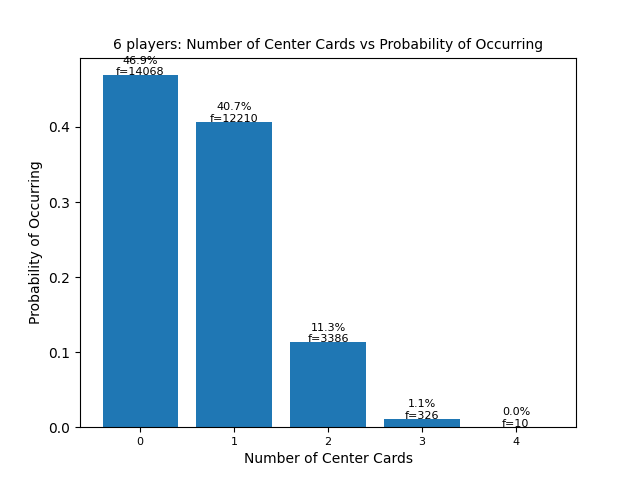 6 players: Number of Center Cards vs Probability of Occurring
46.9%
f=14068
40.7%
f=12210
11.3%
f=3386
1.1%
f=326
0.0%
f=10
Probability of Occurring
0.4
0.3
0.2
0.1
0.0
0
1
2
3
4
Number of Center Cards